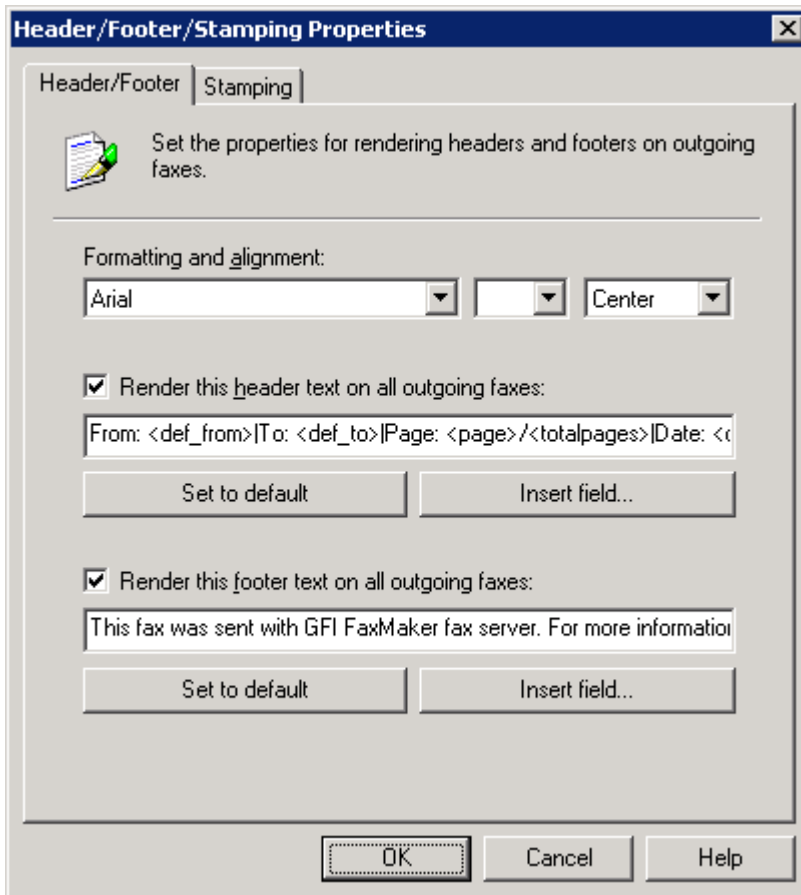 Header/Footer/Stamping Properties
Header/Footer
Stamping
Set the properties for rendering headers and footers on outgoing
faxes.
Formatting and alignment:
Arial
Center
Render this header text on all outgoing faxes:
From: <def_from>|To: <def_to>|Page: <page>/<totalpages>|Date: <
Set to default
Insert field...
Render this footer text on all outgoing faxes:
This fax was sent with GFI FaxMaker fax server. For more information
Set to default
Insert field...
OK
Cancel
Help